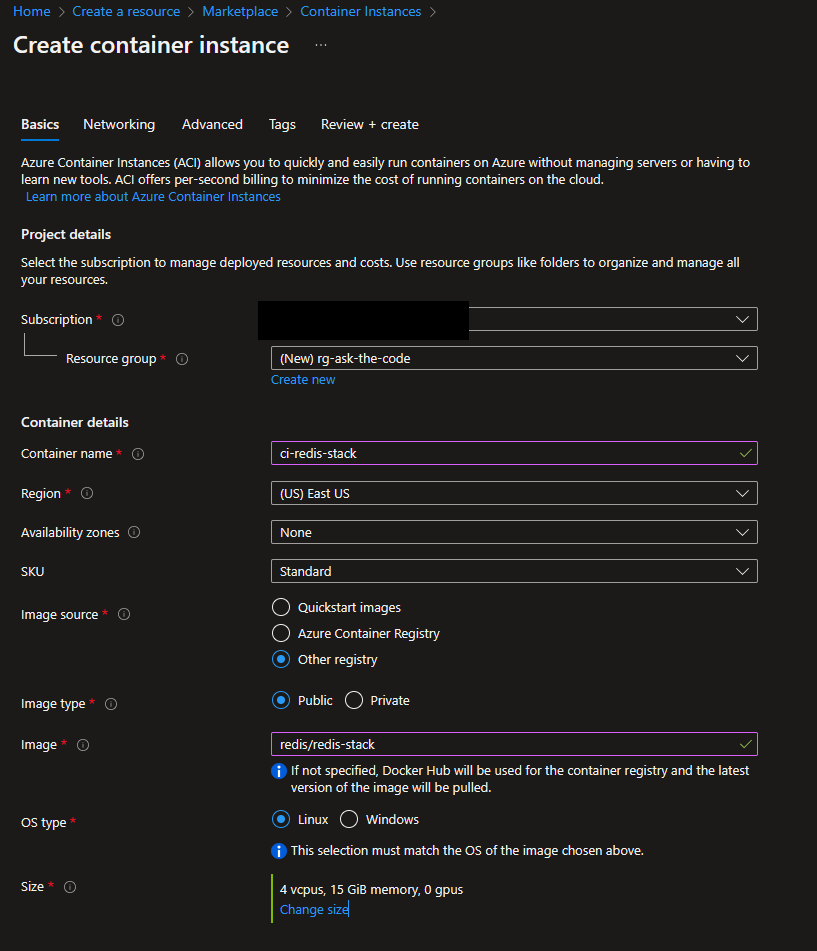 Home > Create a resource > Marketplace > Container Instances >
Create container instance ...
Basics Networking Advanced Tags Review + create
Azure Container Instances (ACI) allows you to quickly and easily run containers on Azure without managing servers or having to
learn new tools. ACI offers per-second billing to minimize the cost of running containers on the cloud.
Learn more about Azure Container Instances
Project details
Select the subscription to manage deployed resources and costs. Use resource groups like folders to organize and manage all
your resources.
Subscription *
Resource group * (New) rg-ask-the-code
Create new
Container details
Container name * ci-redis-stack
Region * (US) East US
Availability zones None
SKU Standard
Image source * Quickstart images
Azure Container Registry
Other registry
Image type * Public Private
Image * redis/redis-stack
If not specified, Docker Hub will be used for the container registry and the latest
version of the image will be pulled.
OS type * Linux Windows
This selection must match the OS of the image chosen above.
Size * 4 vcpus, 15 GiB memory, 0 gpus
Change size